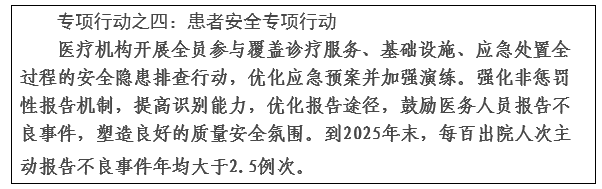 专项行动之四：患者安全专项行动
医疗机构开展全员参与覆盖诊疗服务、基础设施、应急处置全
过程的安全隐患排查行动，优化应急预案并加强演练。强化非惩罚
性报告机制，提高识别能力，优化报告途径，鼓励医务人员报告不
良事件，塑造良好的质量安全氛围。到2025年末，每百出院人次主
动报告不良事件年均大于2.5例次。